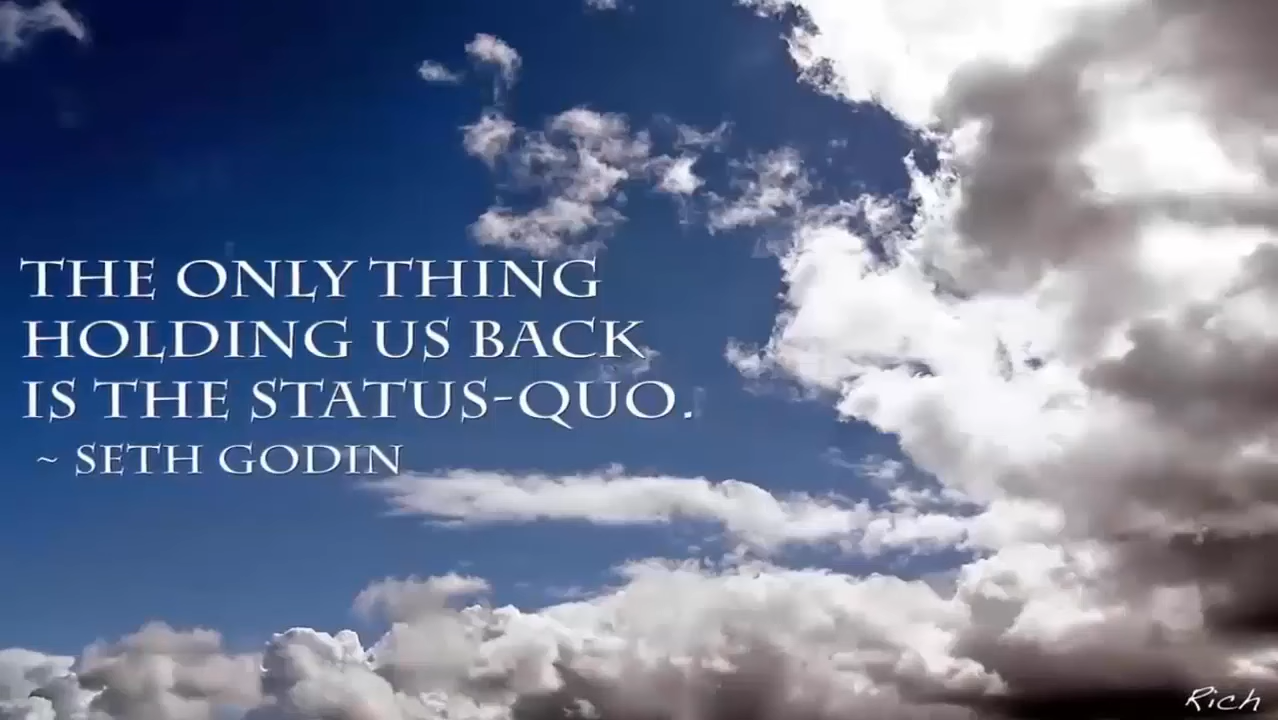 THE ONLY THING
HOLDING US BACK
IS THE STATUS-QUO.
~ SETH GODIN
Rich